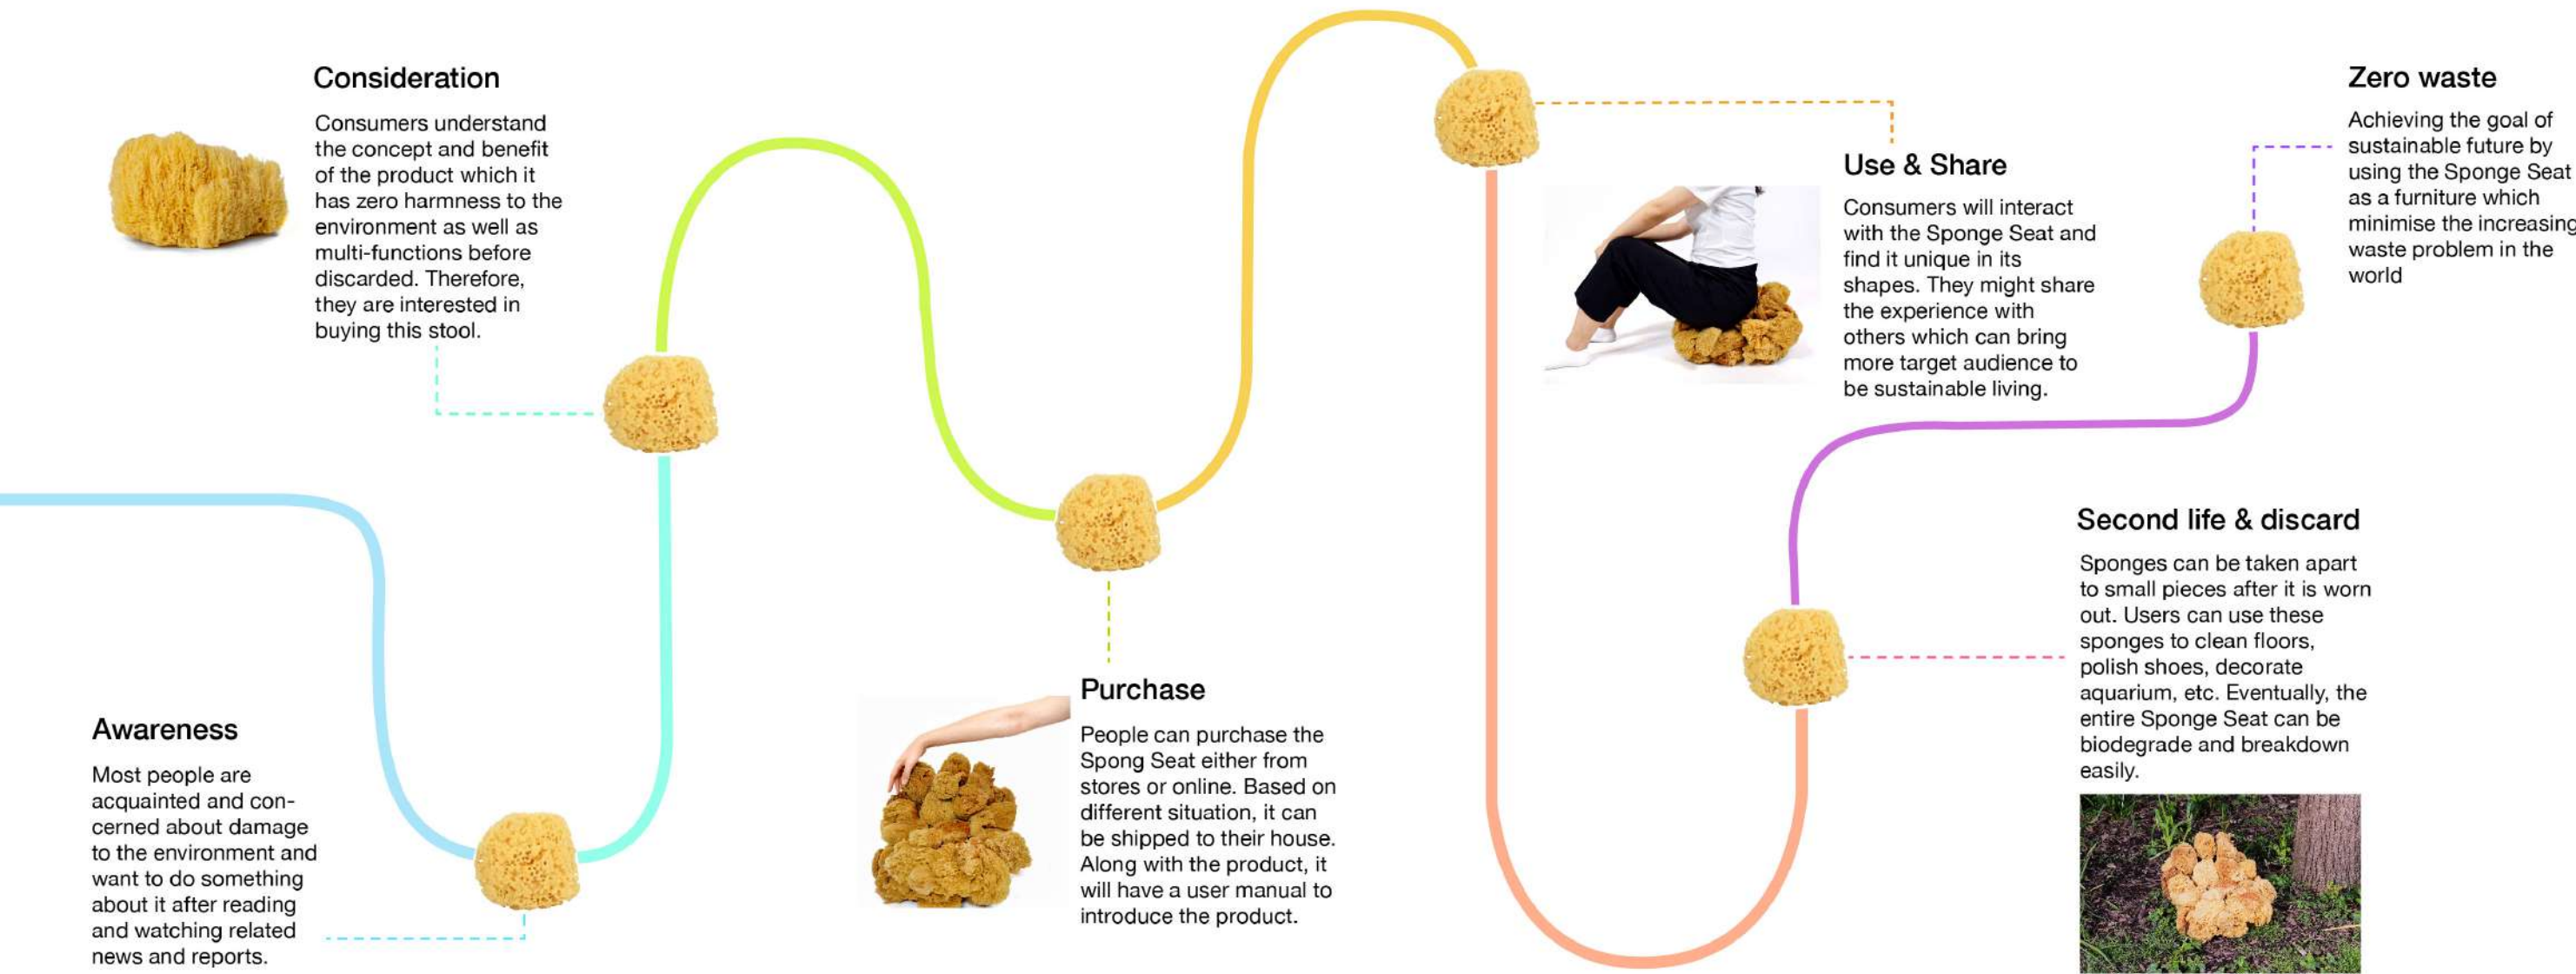 Consideration
Consumers understand
the concept and benefit
of the product which it
has zero harmness to the
environment as well as
multi-functions before
discarded. Therefore,
they are interested in
buying this stool.
Awareness
Most people are
acquainted and con-
cerned about damage
to the environment and
want to do something
about it after reading
and watching related
news and reports.
Purchase
People can purchase the
Spong Seat either from
stores or online. Based on
different situation, it can
be shipped to their house.
Along with the product, it
will have a user manual to
introduce the product.
Use & Share
Consumers will interact
with the Sponge Seat and
find it unique in its
shapes. They might share
the experience with
others which can bring
more target audience to
be sustainable living.
Second life & discard
Sponges can be taken apart
to small pieces after it is worn
out. Users can use these
sponges to clean floors,
polish shoes, decorate
aquarium, etc. Eventually, the
entire Sponge Seat can be
biodegrade and breakdown
easily.
Zero waste
Achieving the goal of
sustainable future by
using the Sponge Seat
as a furniture which
minimise the increasing
waste problem in the
world